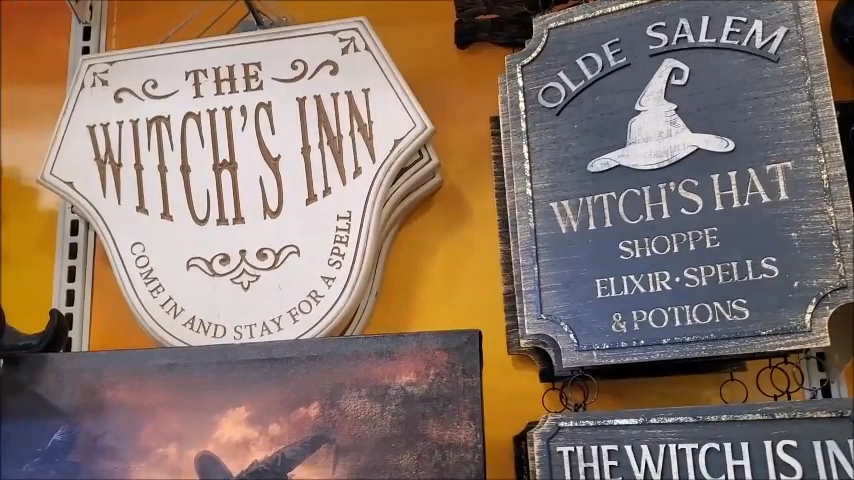 THE
WITCH'S INN
COME IN AND STAY FOR A SPELL
OLDE SALEM
WITCH'S HAT
SHOPPE
ELIXIR · SPELLS
& POTIONS
THE WITCH IS IN